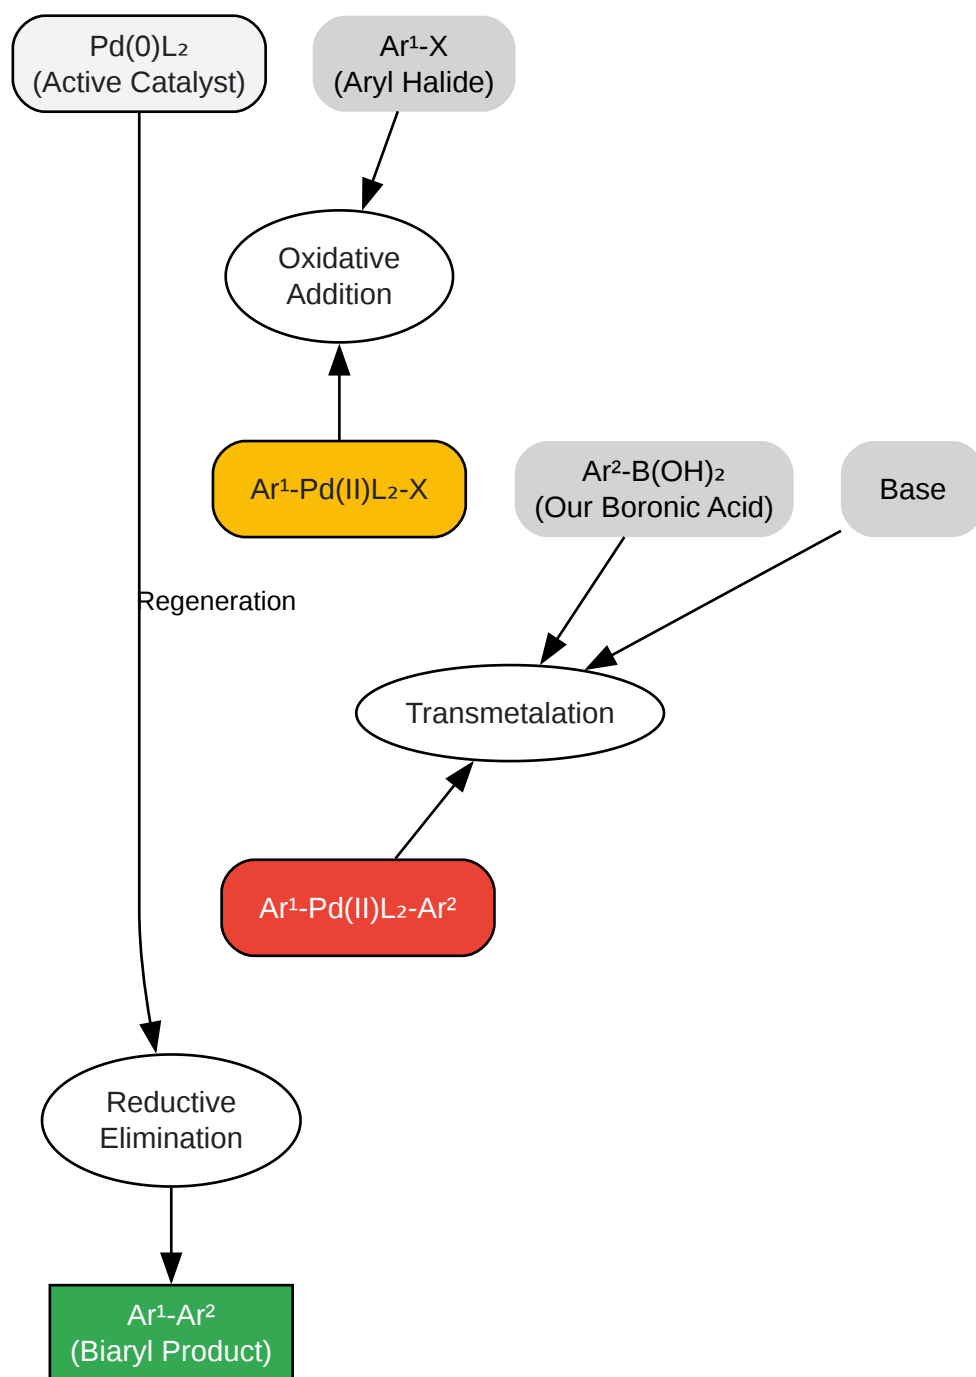 Pd(0)L₂
(Active Catalyst)
Ar¹-X
(Aryl Halide)
Oxidative
Addition
Ar¹-Pd(II)L₂-X
Ar²-B(OH)₂
(Our Boronic Acid)
Base
Regeneration
Transmetalation
Ar¹-Pd(II)L₂-Ar²
Reductive
Elimination
Ar¹-Ar²
(Biaryl Product)